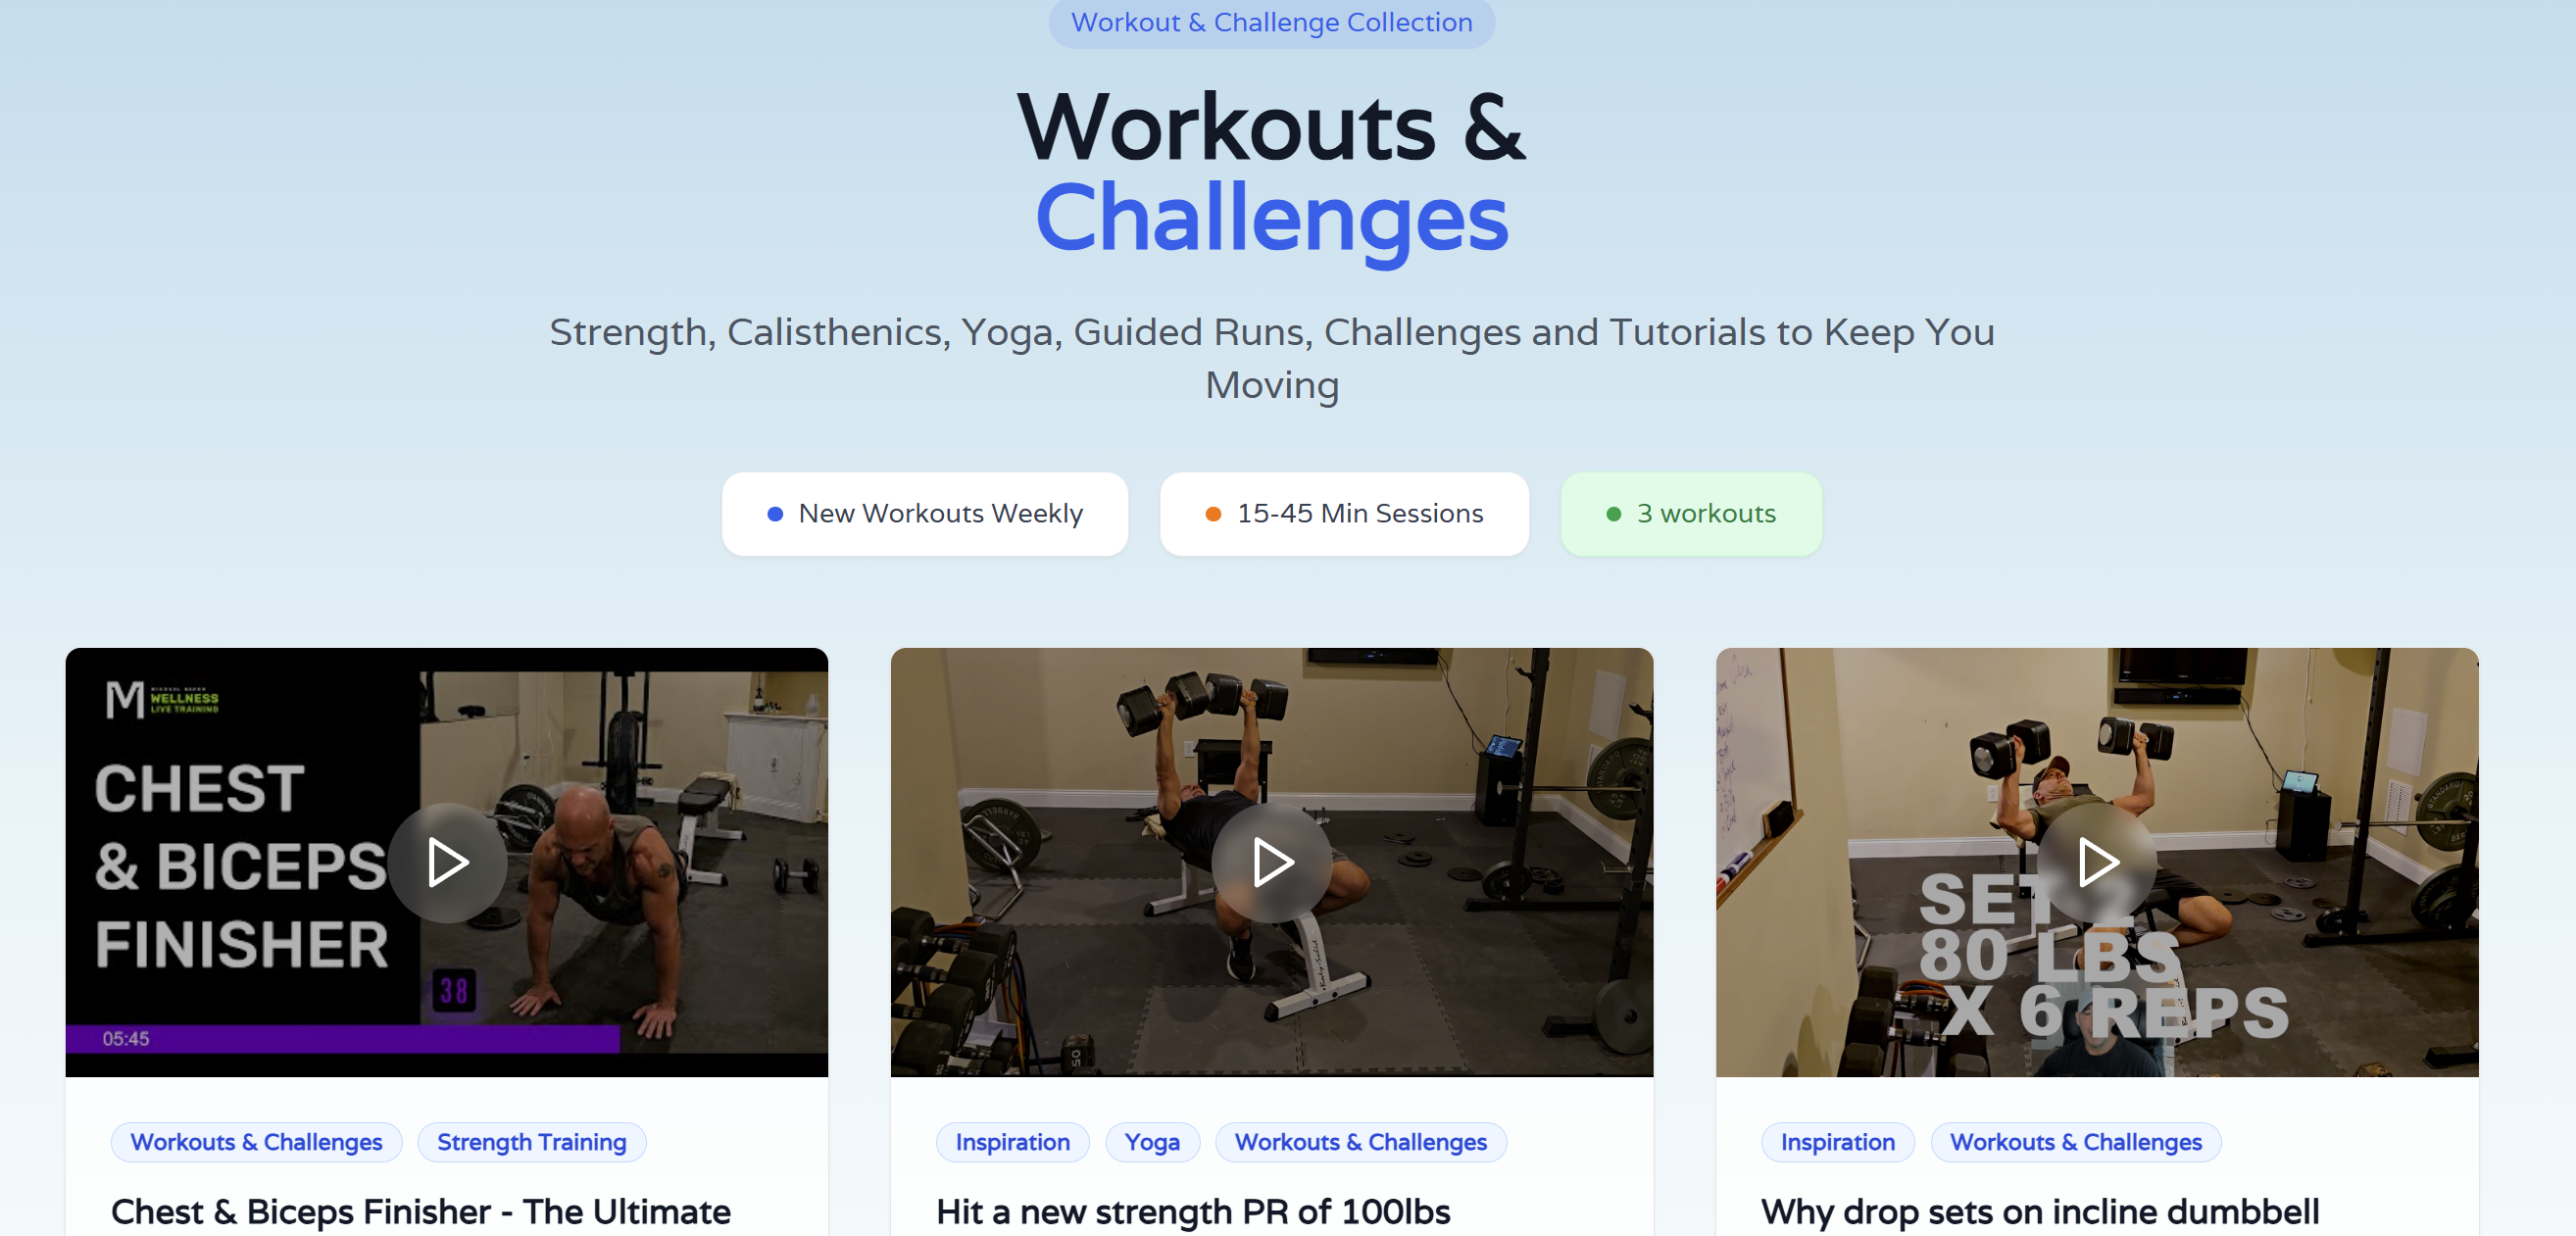 Workout & Challenge Collection
Workouts &
Challenges
Strength, Calisthenics, Yoga, Guided Runs, Challenges and Tutorials to Keep You
Moving
New Workouts Weekly
15-45 Min Sessions
3 workouts
M
WELLNESS
LIVE TRAINING
CHEST
& BICEPS
FINISHER
38
05:45
SET 2
80 LBS
X 6 REPS
Workouts & Challenges
Strength Training
Chest & Biceps Finisher - The Ultimate
Inspiration
Yoga
Workouts & Challenges
Hit a new strength PR of 100lbs
Inspiration
Workouts & Challenges
Why drop sets on incline dumbbell